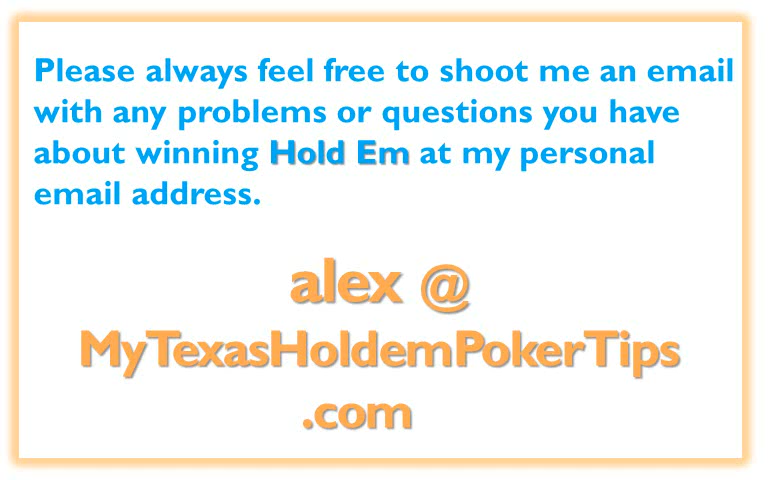 Please always feel free to shoot me an email
with any problems or questions you have
about winning Hold Em at my personal
email address.
alex @
MyTexasHoldemPokerTips
.com